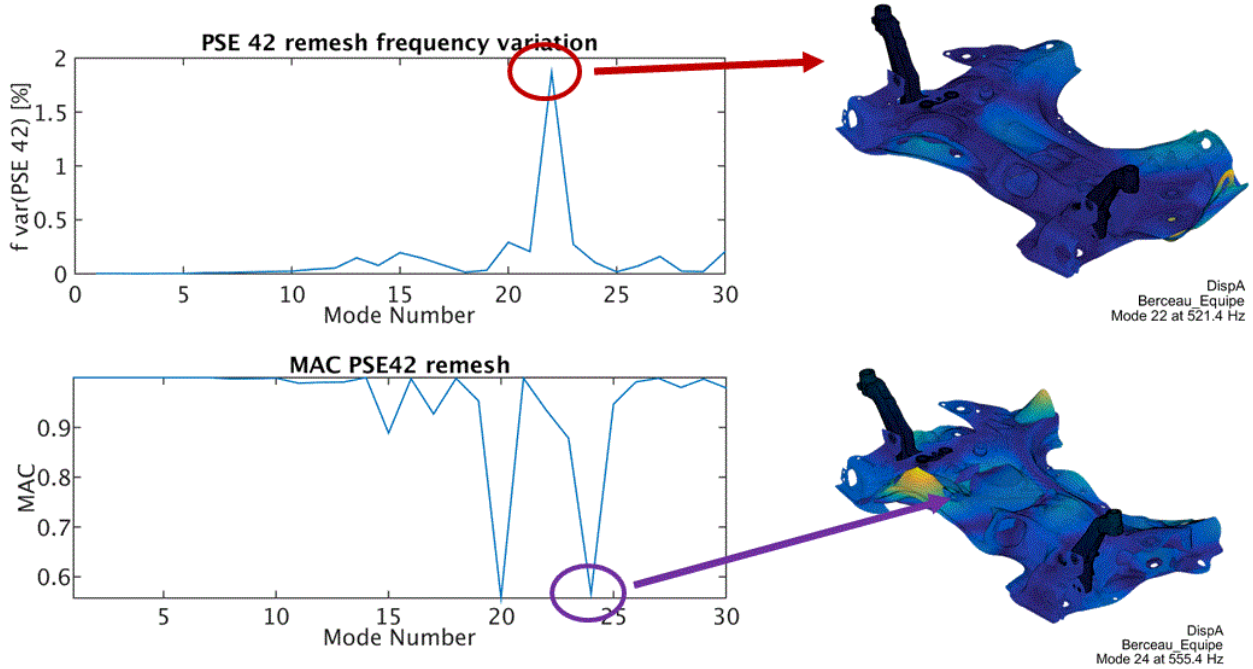 PSE 42 remesh frequency variation
f var(PSE 42) [%]
2
1.5
1
0.5
0
0 5 10 15 20 25 30
Mode Number
DispA
Berceau_Equipe
Mode 22 at 521.4 Hz
MAC PSE42 remesh
MAC
0.9
0.8
0.7
0.6
5 10 15 20 25 30
Mode Number
DispA
Berceau_Equipe
Mode 24 at 555.4 Hz